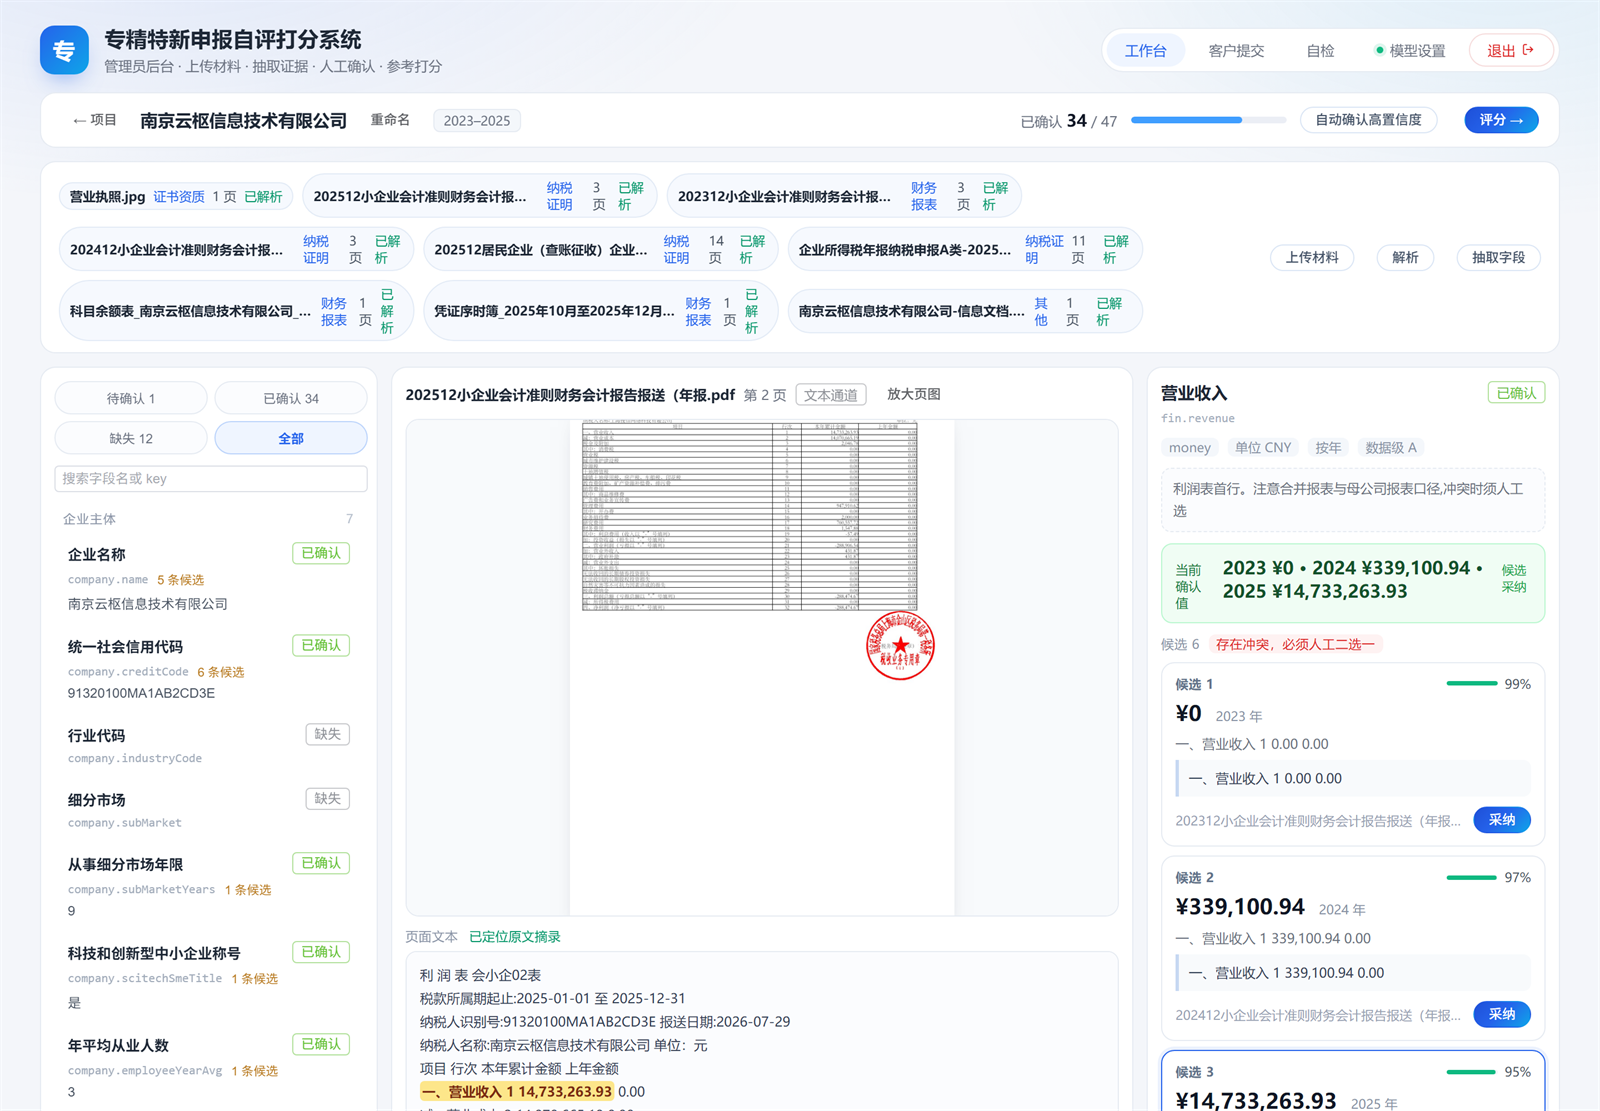 专
专精特新申报自评打分系统
管理员后台 · 上传材料 · 抽取证据 · 人工确认 · 参考打分
工作台
客户提交
自检
模型设置
退出
← 项目
南京云枢信息技术有限公司
重命名
2023–2025
已确认 34 / 47
自动确认高置信度
评分 →
营业执照.jpg 证书资质 1 页 已解析
202512小企业会计准则财务会计报... 纳税证明 3 页 已解析
202312小企业会计准则财务会计报... 财务报表 3 页 已解析
202412小企业会计准则财务会计报... 纳税证明 3 页 已解析
202512居民企业（查账征收）企业... 纳税证明 14 页 已解析
企业所得税年报纳税申报A类-2025... 纳税证明 11 页 已解析
科目余额表_南京云枢信息技术有限公司_... 财务报表 1 页 已解析
凭证序时簿_2025年10月至2025年12月... 财务报表 1 页 已解析
南京云枢信息技术有限公司-信息文档.... 其他 1 页 已解析
上传材料
解析
抽取字段
待确认 1
已确认 34
缺失 12
全部
搜索字段名或 key
企业主体 7
企业名称 已确认
company.name 5 条候选
南京云枢信息技术有限公司
统一社会信用代码 已确认
company.creditCode 6 条候选
91320100MA1AB2CD3E
行业代码 缺失
company.industryCode
细分市场 缺失
company.subMarket
从事细分市场年限 已确认
company.subMarketYears 1 条候选
9
科技和创新型中小企业称号 已确认
company.scitechSmeTitle 1 条候选
是
年平均从业人数 已确认
company.employeeYearAvg 1 条候选
3
202512小企业会计准则财务会计报告报送（年报.pdf 第 2 页 文本通道 放大页图
页面文本 已定位原文摘录
利 润 表 会小企02表
税款所属期起止:2025-01-01 至 2025-12-31
纳税人识别号:91320100MA1AB2CD3E 报送日期:2026-07-29
纳税人名称:南京云枢信息技术有限公司 单位：元
项目 行次 本年累计金额 上年金额
一、营业收入 1 14,733,263.93 0.00
营业收入 已确认
fin.revenue
money 单位 CNY 按年 数据级 A
利润表首行。注意合并报表与母公司报表口径,冲突时须人工选
当前确认值
2023 ¥0 • 2024 ¥339,100.94 •
2025 ¥14,733,263.93
候选采纳
候选 6 存在冲突，必须人工二选一
候选 1 99%
¥0 2023 年
一、营业收入 1 0.00 0.00
一、营业收入 1 0.00 0.00
202312小企业会计准则财务会计报告报送（年报... 采纳
候选 2 97%
¥339,100.94 2024 年
一、营业收入 1 339,100.94 0.00
一、营业收入 1 339,100.94 0.00
202412小企业会计准则财务会计报告报送（年报... 采纳
候选 3 95%
¥14,733,263.93 2025 年